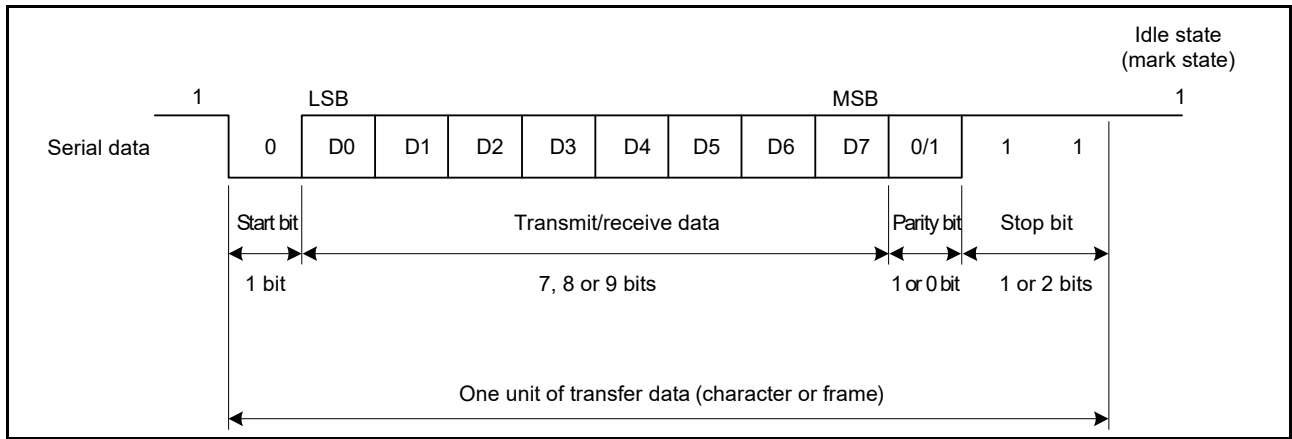 Idle state
(mark state)
1 LSB MSB 1
Serial data 0 D0 D1 D2 D3 D4 D5 D6 D7 0/1 1 1
Start bit Transmit/receive data Parity bit Stop bit
1 bit 7, 8 or 9 bits 1 or 0 bit 1 or 2 bits
One unit of transfer data (character or frame)